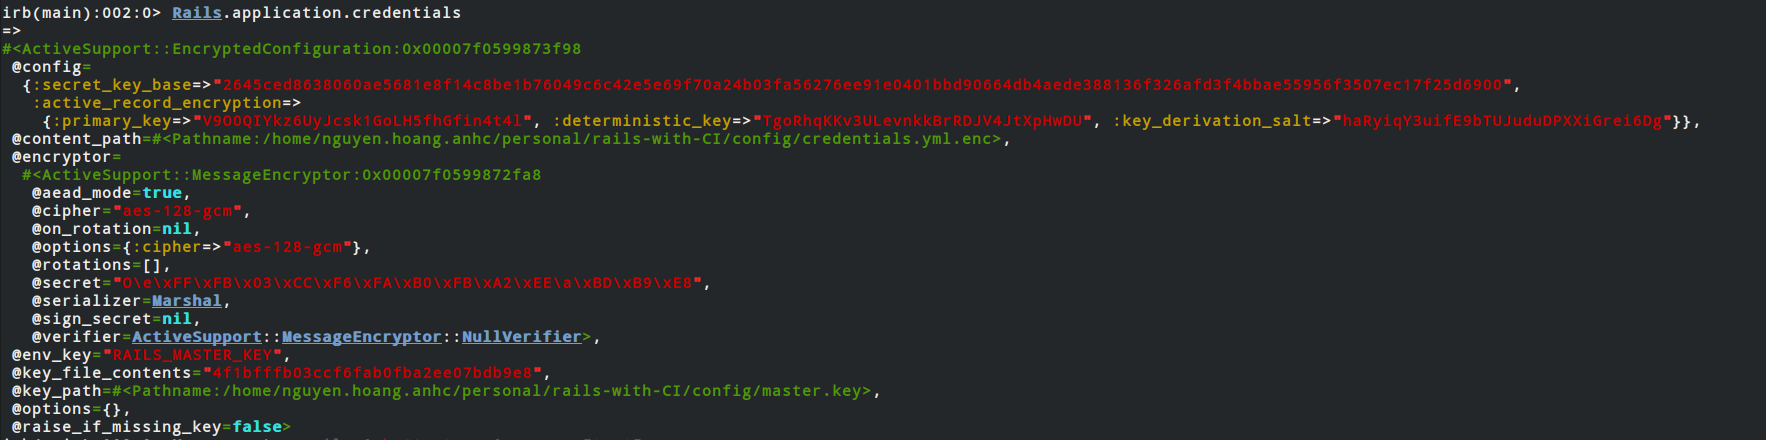 irb(main):002:0> Rails.application.credentials
=>
#<ActiveSupport::EncryptedConfiguration:0x00007f0599873f98
 @config=
  {:secret_key_base=>"2645ced8638060ae5681e8f14c8be1b76049c6c42e5e69f70a24b03fa56276ee91e0401bbd90664db4aede388136f326afd3f4bbae55956f3507ec17f25d6900",
   :active_record_encryption=>
    {:primary_key=>"V9O0QIYkz6UyJcsk1GoLH5fhGfin4t4l", :deterministic_key=>"TgoRhqKKv3ULevnkkBrRDJV4JtXpHwDU", :key_derivation_salt=>"haRyiqY3uifE9bTUJuduDPXXiGrei6Dg"}},
 @content_path=#<Pathname:/home/nguyen.hoang.anhc/personal/rails-with-CI/config/credentials.yml.enc>,
 @encryptor=
  #<ActiveSupport::MessageEncryptor:0x00007f0599872fa8
   @aead_mode=true,
   @cipher="aes-128-gcm",
   @on_rotation=nil,
   @options={:cipher=>"aes-128-gcm"},
   @rotations=[],
   @secret="O\e\xFF\xFB\x03\xCC\xF6\xFA\xB0\xFB\xA2\xEE\a\xBD\xB9\xE8",
   @serializer=Marshal,
   @sign_secret=nil,
   @verifier=ActiveSupport::MessageEncryptor::NullVerifier>,
 @env_key="RAILS_MASTER_KEY",
 @key_file_contents="4f1bfffb03ccf6fab0fba2ee07bdb9e8",
 @key_path=#<Pathname:/home/nguyen.hoang.anhc/personal/rails-with-CI/config/master.key>,
 @options={},
 @raise_if_missing_key=false>